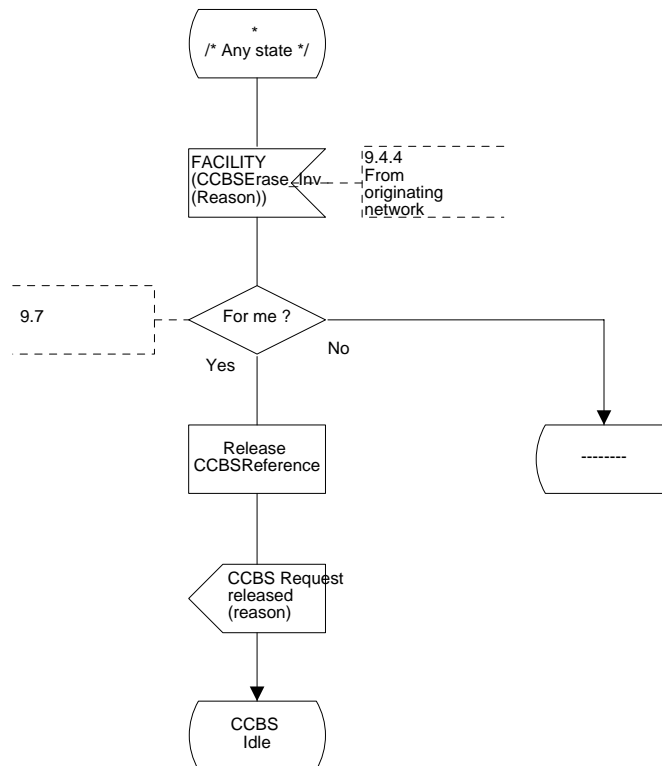 *
/* Any state */
FACILITY
(CCBSErase_Inv
(Reason))
9.4.4
From
originating
network
9.7
For me ?
No
Yes
Release
CCBSReference
--------
CCBS Request
released
(reason)
CCBS
Idle